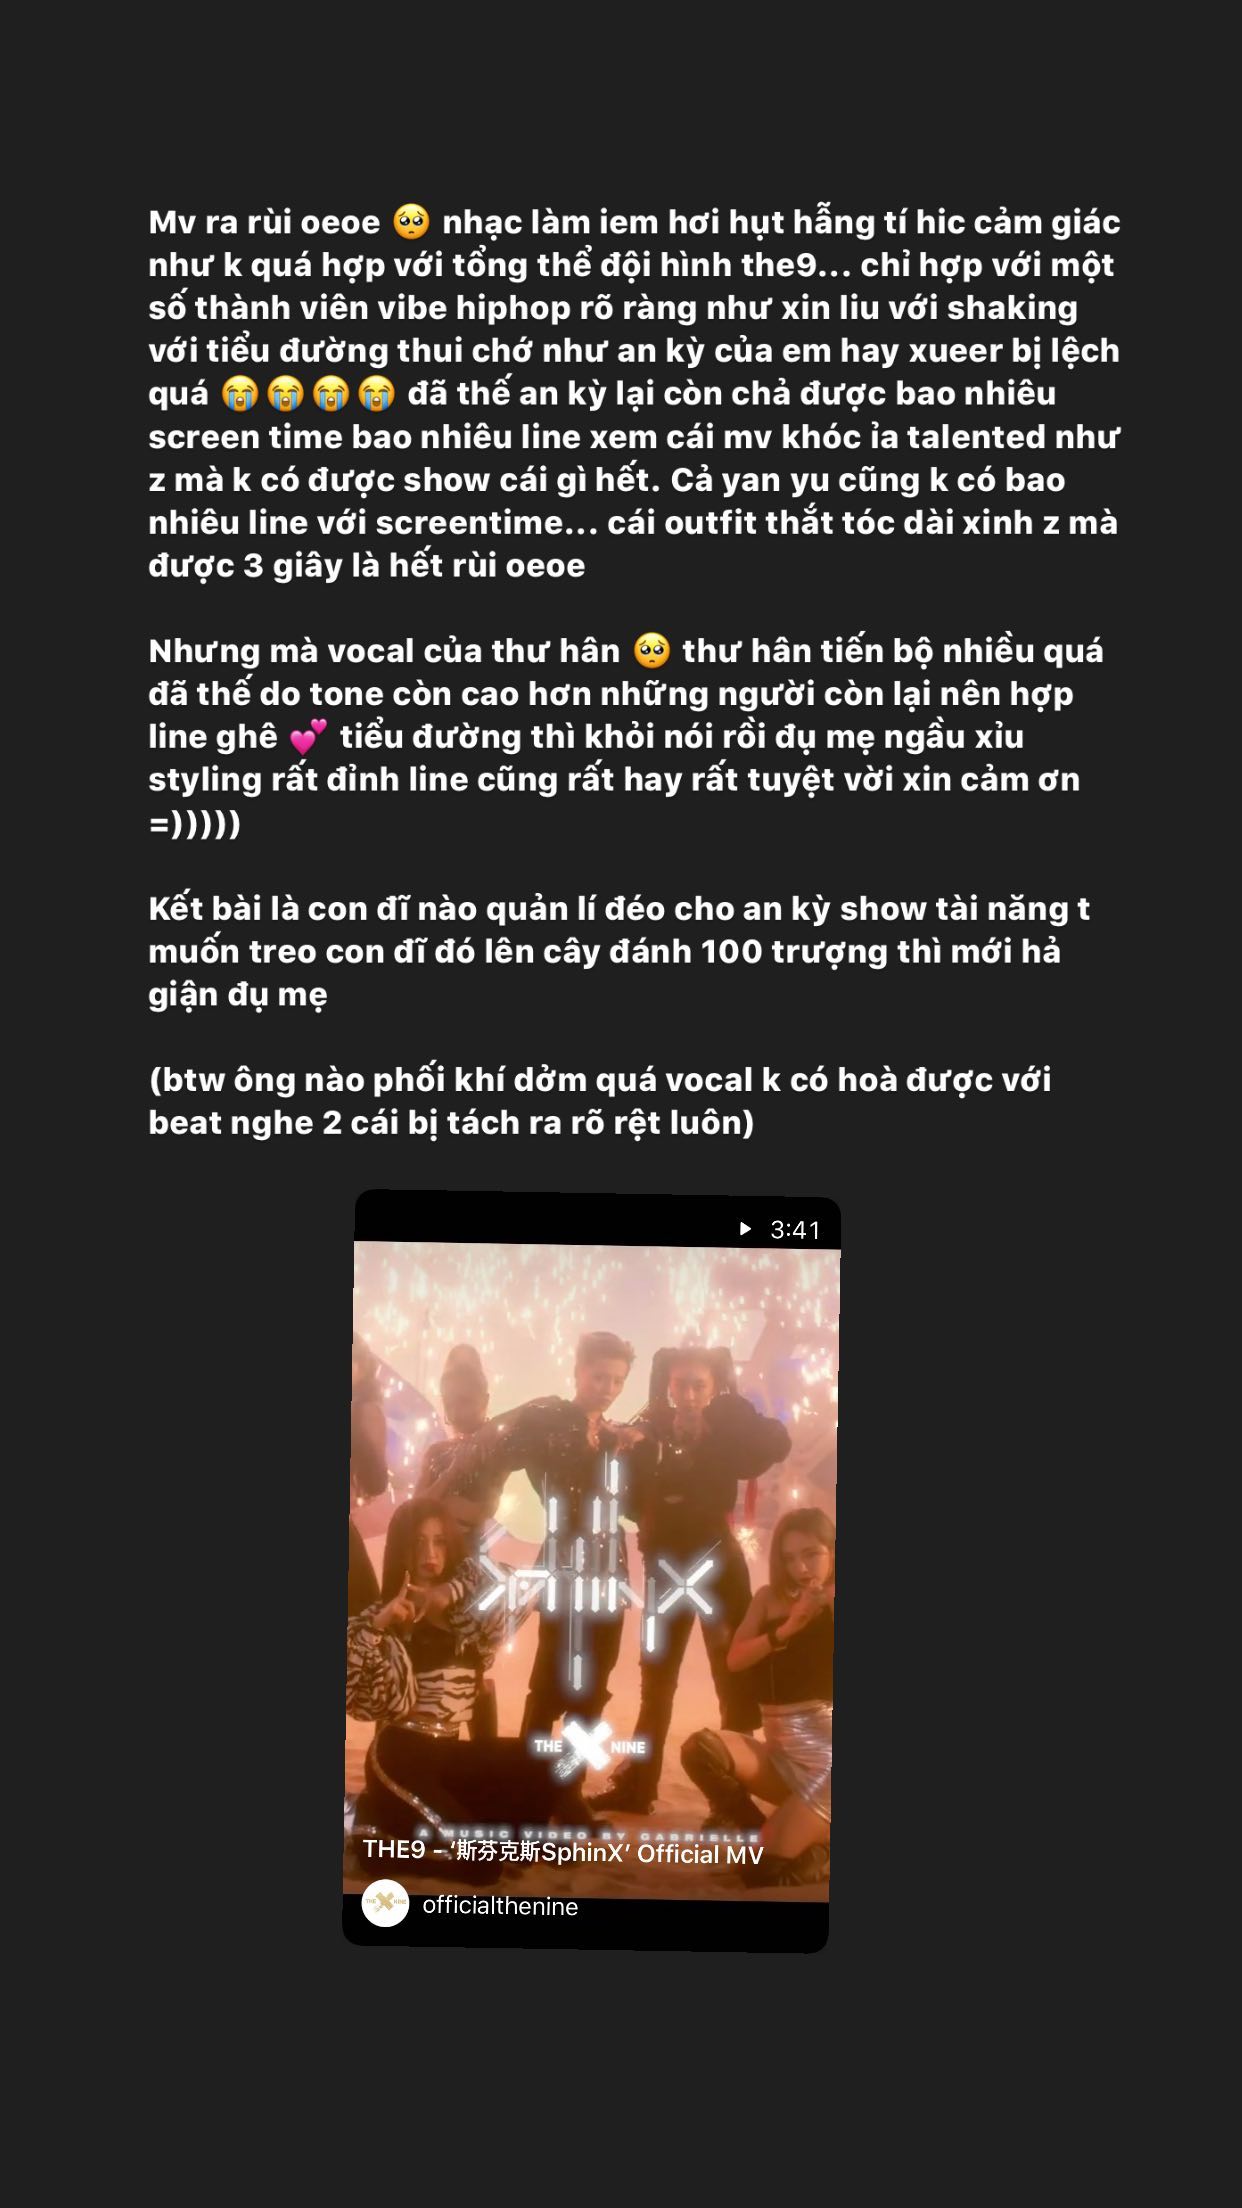 Mv ra rùi oeoe 🥺 nhạc làm iem hơi hụt hẫng tí hic cảm giác
như k quá hợp với tổng thể đội hình the9... chỉ hợp với một
số thành viên vibe hiphop rõ ràng như xin liu với shaking
với tiểu đường thui chớ như an kỳ của em hay xueer bị lệch
quá 😭😭😭😭 đã thế an kỳ lại còn chả được bao nhiêu
screen time bao nhiêu line xem cái mv khóc ỉa talented như
z mà k có được show cái gì hết. Cả yan yu cũng k có bao
nhiêu line với screentime... cái outfit thắt tóc dài xinh z mà
được 3 giây là hết rùi oeoe
Nhưng mà vocal của thư hân 🥺 thư hân tiến bộ nhiều quá
đã thế do tone còn cao hơn những người còn lại nên hợp
line ghê 💕 tiểu đường thì khỏi nói rồi đụ mẹ ngầu xỉu
styling rất đỉnh line cũng rất hay rất tuyệt vời xin cảm ơn
=)))))
Kết bài là con đĩ nào quản lí đéo cho an kỳ show tài năng t
muốn treo con đĩ đó lên cây đánh 100 trượng thì mới hả
giận đụ mẹ
(btw ông nào phối khí dởm quá vocal k có hoà được với
beat nghe 2 cái bị tách ra rõ rệt luôn)
3:41
SphinX
THE NINE
A MUSIC VIDEO BY GABRIELLE
THE9 - ‘斯芬克斯SphinX’ Official MV
THE NINE
officialthenine